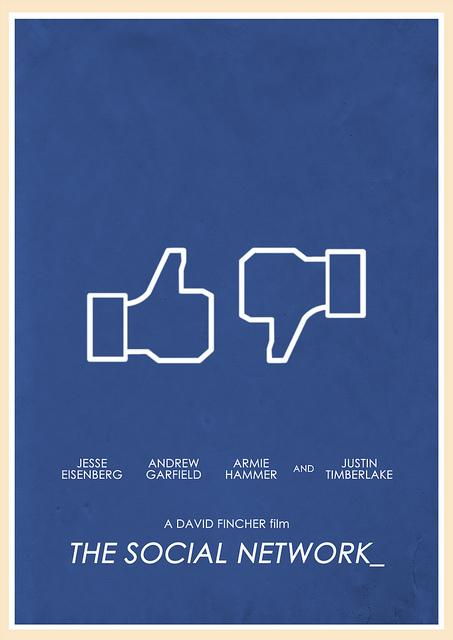 JESSE ANDREW ARMIE JUSTIN
EISENBERG GARFIELD HAMMER AND TIMBERLAKE
A DAVID FINCHER film
THE SOCIAL NETWORK_